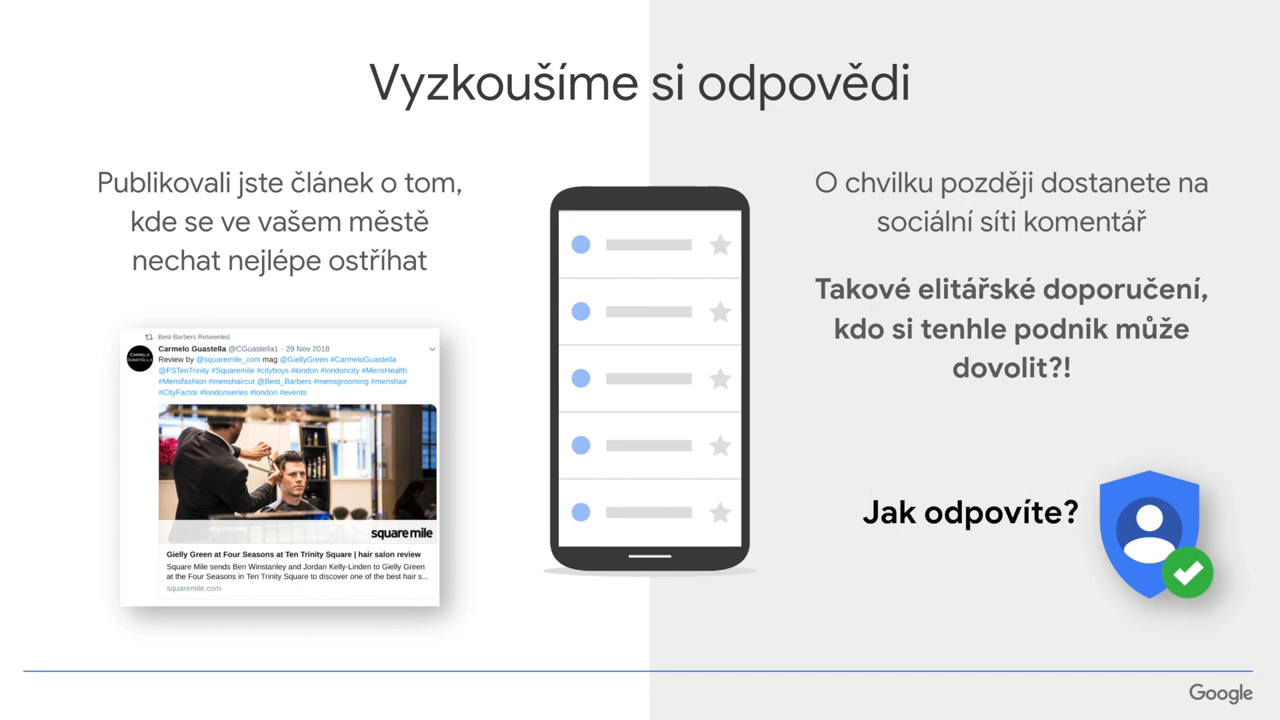 Vyzkoušíme si odpovědi
Publikovali jste článek o tom,
kde se ve vašem městě
nechat nejlépe ostříhat
Best Barbers Retweeted
CARMELO
GUASTELLA
Carmelo Guastella @CGuastella1 · 29 Nov 2018
Review by @squaremile_com mag @GiellyGreen #CarmeloGuastella
@FSTenTrinity #Squaremile #cityboys #london #londoncity #MensHealth
#Mensfashion #menshaircut @Best_Barbers #mensgrooming #menshair
#CityFactor #londonseries #london #events
square mile
Gielly Green at Four Seasons at Ten Trinity Square | hair salon review
Square Mile sends Ben Winstanley and Jordan Kelly-Linden to Gielly Green
at the Four Seasons in Ten Trinity Square to discover one of the best hair s...
squaremile.com
O chvilku později dostanete na
sociální síti komentář
Takové elitářské doporučení,
kdo si tenhle podnik může
dovolit?!
Jak odpovíte?
Google